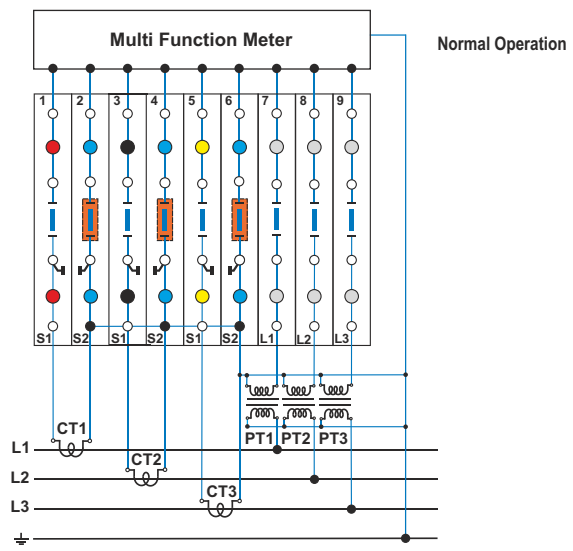 Multi Function Meter
Normal Operation
1 2 3 4 5 6 7 8 9
S1 S2 S1 S2 S1 S2 L1 L2 L3
CT1 PT1 PT2 PT3
L1
CT2
L2
CT3
L3